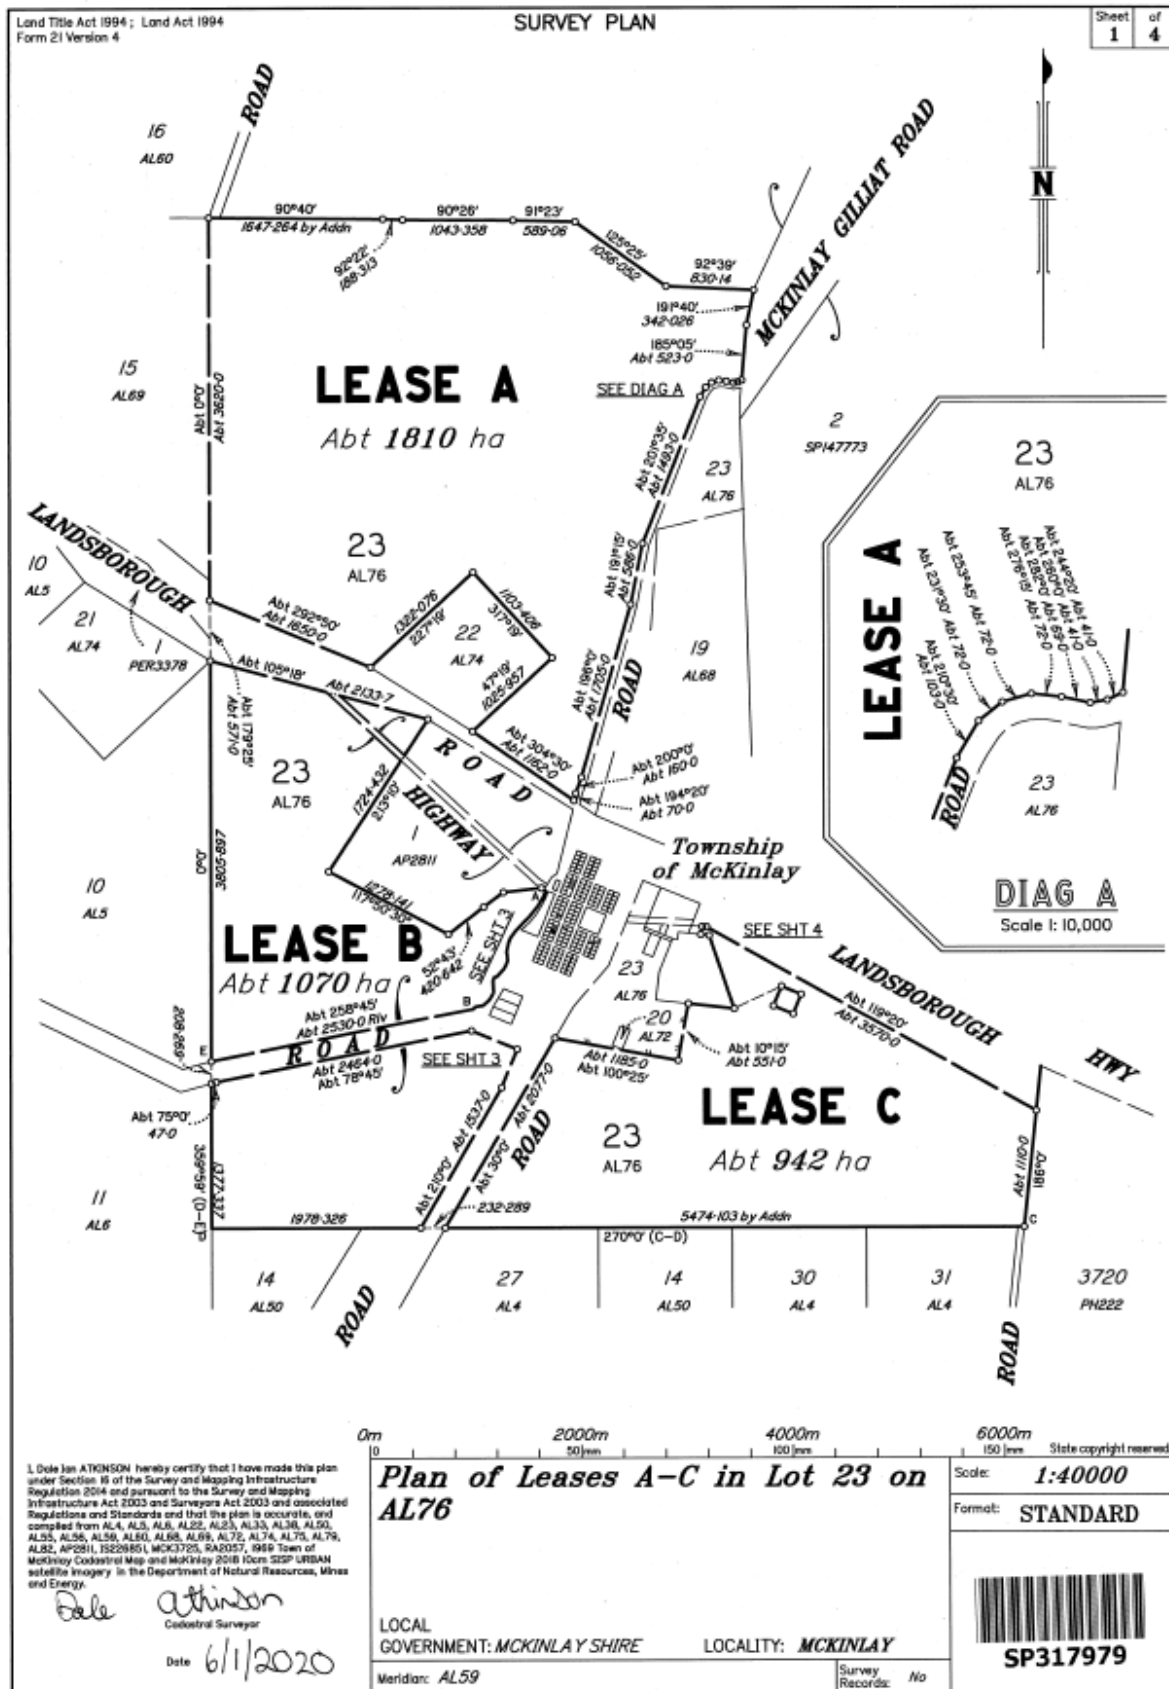 Land Title Act 1994 ; Land Act 1994
Form 21 Version 4
SURVEY PLAN
Sheet 1 of 4
ROAD
16
AL60
N
MCKINLAY GILLIAT ROAD
90°40'
1647·264 by Addn
92°22'
188·313
90°26'
1043·358
91°23'
589·06
125°25'
1056·052
92°39'
830·14
191°40'
342·026
185°05'
Abt 523·0
SEE DIAG A
15
AL69
Abt 0°0'
Abt 3620·0
LEASE A
Abt 1810 ha
Abt 201°35'
Abt 1493·0
23
AL76
2
SP147773
LANDSBOROUGH
10
AL5
21
AL74
1
PER3378
23
AL76
Abt 292°50'
Abt 1650·0
1322·076
227°19'
1103·406
317°19'
22
AL74
47°19'
1025·957
Abt 191°15'
Abt 586·0
Abt 196°0'
Abt 1705·0
ROAD
19
AL68
Abt 105°18'
Abt 2133·7
Abt 179°25'
Abt 571·0
Abt 304°30'
Abt 1162·0
ROAD
Abt 200°0'
Abt 160·0
Abt 194°20'
Abt 70·0
23
AL76
1724·432
213°10'
HIGHWAY
1
AP2811
Township
of McKinlay
0°0'
3805·897
10
AL5
1278·141
117°50'30"
52°43'
420·642
SEE SHT 3
A
LEASE B
Abt 1070 ha
SEE SHT 4
LANDSBOROUGH
HWY
23
AL76
20
AL72
Abt 119°20'
Abt 3570·0
B
Abt 258°45'
Abt 2530·0 Riv
ROAD
Abt 2464·0
Abt 78°45'
SEE SHT 3
208·269
E
Abt 75°0'
47·0
Abt 1185·0
Abt 100°25'
Abt 10°15'
Abt 551·0
LEASE C
Abt 942 ha
23
AL76
Abt 1537·0
Abt 210°0'
Abt 2077·0
Abt 30°0'
ROAD
Abt 1110·0
186°0'
11
AL6
359°59' (D-E)
1377·337
D
1978·326
232·289
5474·103 by Addn
270°0' (C-D)
C
14
AL50
ROAD
27
AL4
14
AL50
30
AL4
31
AL4
3720
PH222
ROAD
23
AL76
LEASE A
Abt 244°20' Abt 41·0
Abt 260°0' Abt 41·0
Abt 282°0' Abt 69·0
Abt 276°15' Abt 72·0
Abt 253°45' Abt 72·0
Abt 231°30' Abt 72·0
Abt 210°30'
Abt 103·0
ROAD
23
AL76
DIAG A
Scale 1: 10,000
0m 2000m 4000m 6000m
0 50 mm 100 mm 150 mm State copyright reserved
I, Dale Ian ATKINSON hereby certify that I have made this plan
under Section 16 of the Survey and Mapping Infrastructure
Regulation 2014 and pursuant to the Survey and Mapping
Infrastructure Act 2003 and Surveyors Act 2003 and associated
Regulations and Standards and that the plan is accurate, and
compiled from AL4, AL5, AL6, AL22, AL23, AL33, AL38, AL50,
AL55, AL56, AL59, AL60, AL68, AL69, AL72, AL74, AL75, AL79,
AL82, AP2811, IS226851, MCK3725, RA2057, 1969 Town of
McKinlay Cadastral Map and McKinlay 2018 10cm SISP URBAN
satellite imagery in the Department of Natural Resources, Mines
and Energy.
Dale Atkinson
Cadastral Surveyor
Date 6/1/2020
Plan of Leases A-C in Lot 23 on
AL76
LOCAL
GOVERNMENT: MCKINLAY SHIRE LOCALITY: MCKINLAY
Meridian: AL59
Survey
Records: No
Scale: 1:40000
Format: STANDARD
SP317979